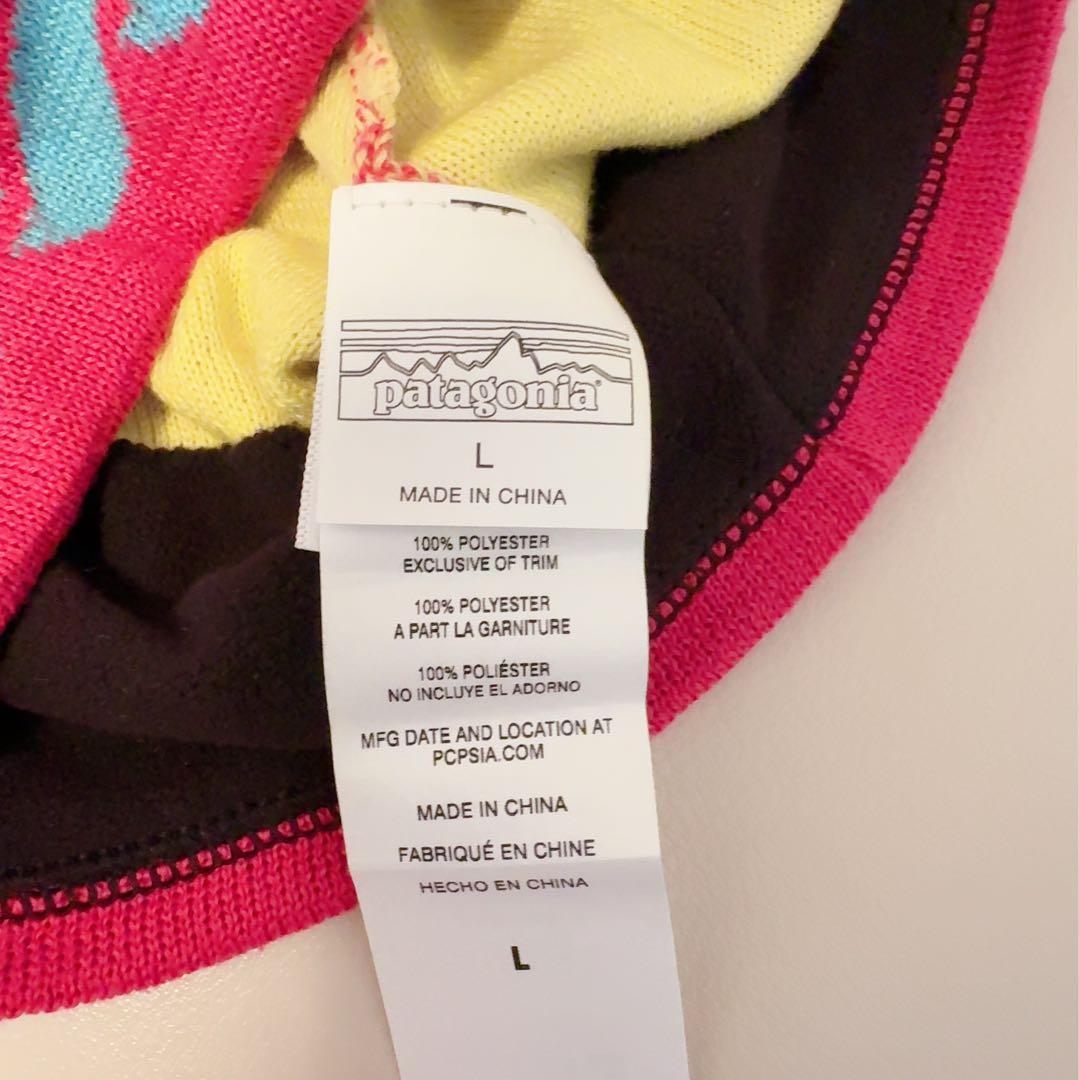 patagonia®
L
MADE IN CHINA
100% POLYESTER
EXCLUSIVE OF TRIM
100% POLYESTER
A PART LA GARNITURE
100% POLIÉSTER
NO INCLUYE EL ADORNO
MFG DATE AND LOCATION AT
PCPSIA.COM
MADE IN CHINA
FABRIQUÉ EN CHINE
HECHO EN CHINA
L